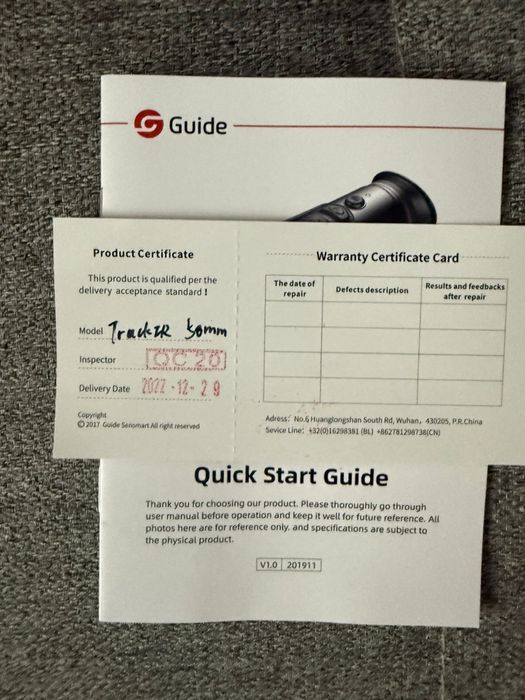 Guide
Product Certificate
This product is qualified per the
delivery acceptance standard !
Model TrackIR 50mm
Inspector QC 20
Delivery Date 2022-12-29
Copyright
© 2017 Guide Sensmart All right reserved
Warranty Certificate Card
The date of
repair
Defects description
Results and feedbacks
after repair
Adress: No.6 Huanglongshan South Rd, Wuhan, 430205, P.R.China
Sevice Line: +32(0)16298381 (BL) +862781298738(CN)
Quick Start Guide
Thank you for choosing our product. Please thoroughly go through
user manual before operation and keep it well for future reference. All
photos here are for reference only, and specifications are subject to
the physical product.
V1.0 201911